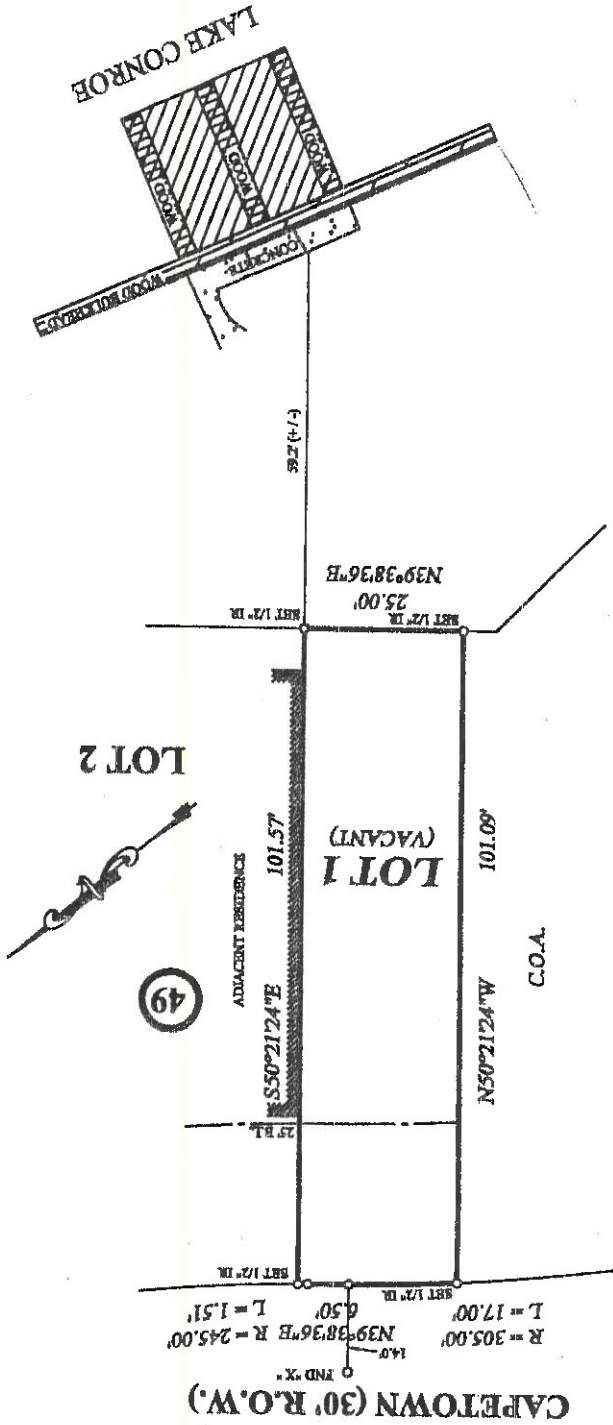 CAPETOWN (30' R.O.W.)
FND "X"
14.0'
R = 305.00'
L = 17.00'
N39°38'36"E
6.50'
R = 245.00'
L = 1.51'
SET 1/2" IR
SET 1/2" IR
25' B.L.
N50°21'24"W
101.09'
C.O.A.
LOT 1
(VACANT)
S50°21'24"E
101.57'
ADJACENT RESIDENCE
49
LOT 2
N
SET 1/2" IR
SET 1/2" IR
25.00'
N39°38'36"E
59.2' (+/-)
CONCRETE
WOOD BULKHEAD
WOOD
WOOD
WOOD
LAKE CONROE